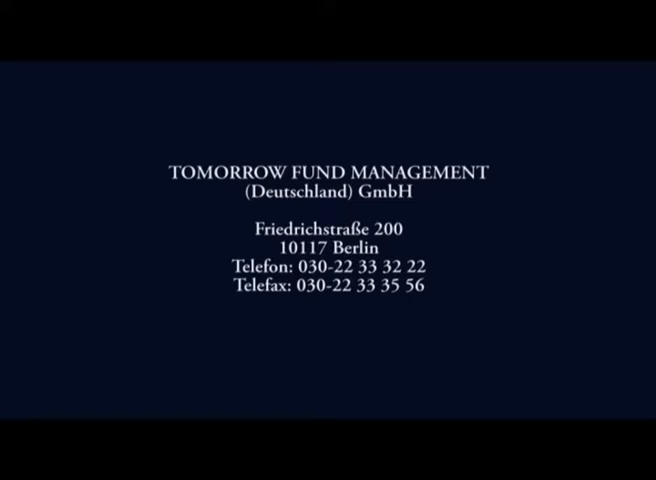 TOMORROW FUND MANAGEMENT
(Deutschland) GmbH
Friedrichstraße 200
10117 Berlin
Telefon: 030-22 33 32 22
Telefax: 030-22 33 35 56